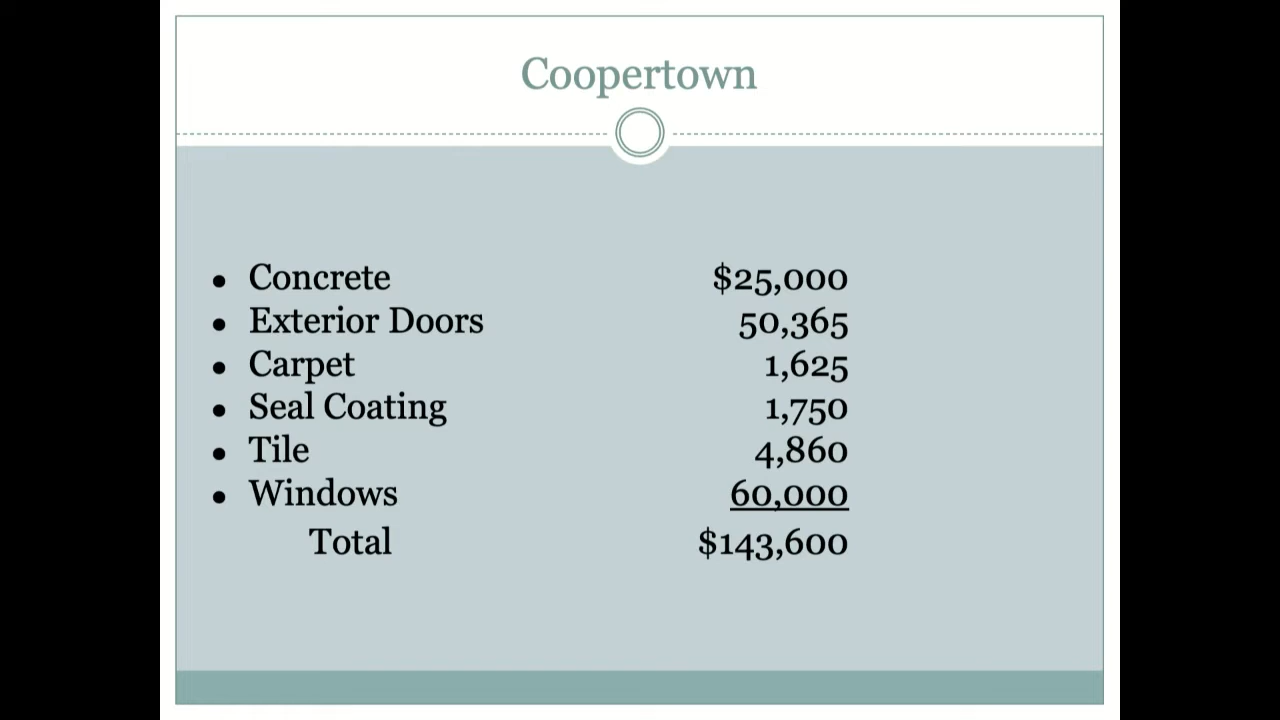 Coopertown
• Concrete $25,000
• Exterior Doors 50,365
• Carpet 1,625
• Seal Coating 1,750
• Tile 4,860
• Windows 60,000
Total $143,600